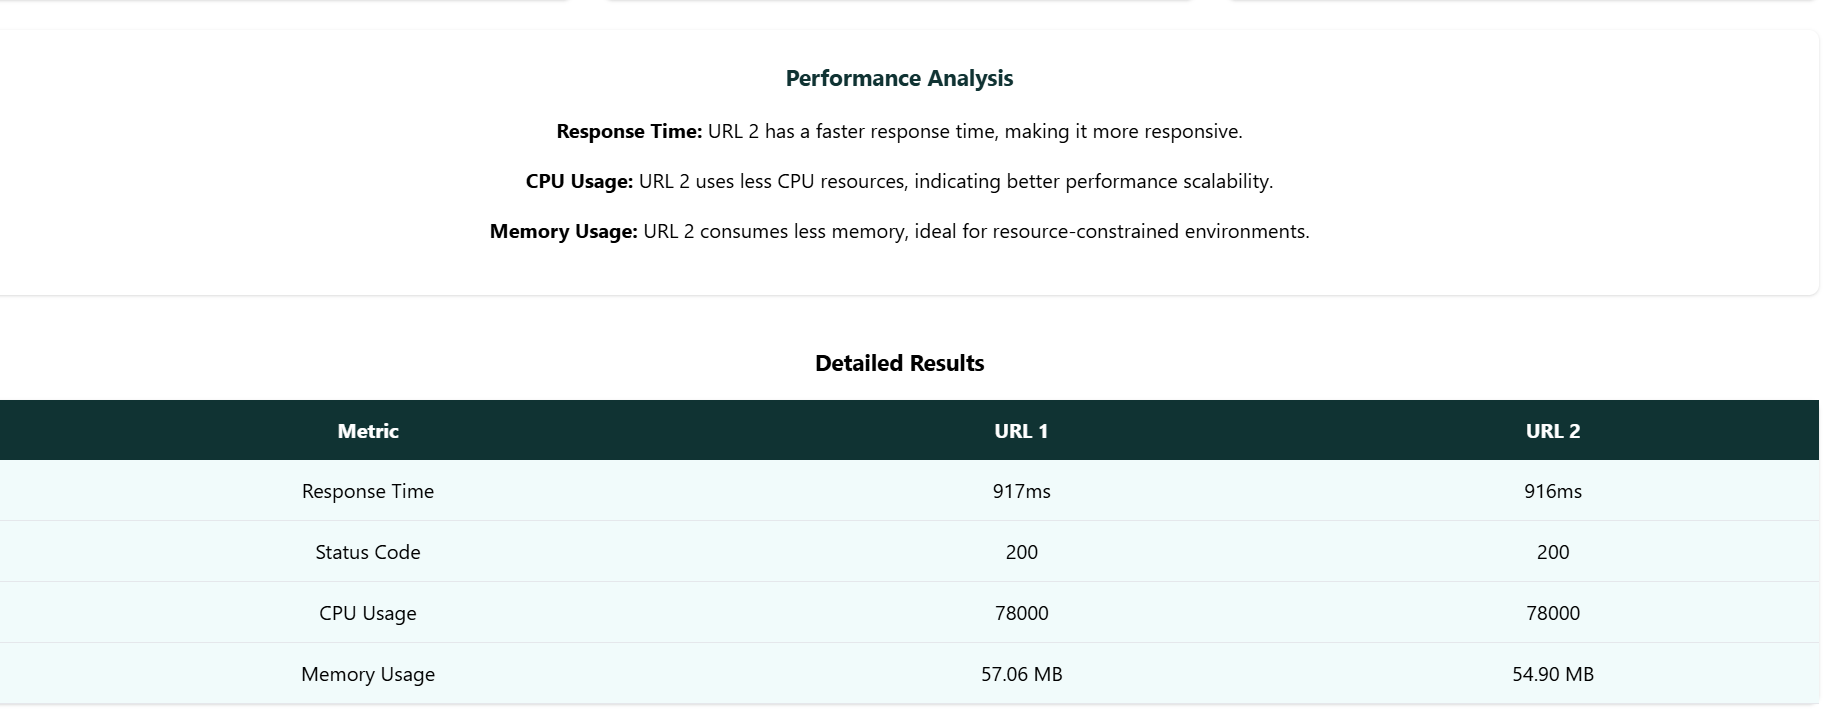 Performance Analysis
Response Time: URL 2 has a faster response time, making it more responsive.
CPU Usage: URL 2 uses less CPU resources, indicating better performance scalability.
Memory Usage: URL 2 consumes less memory, ideal for resource-constrained environments.
Detailed Results
Metric URL 1 URL 2
Response Time 917ms 916ms
Status Code 200 200
CPU Usage 78000 78000
Memory Usage 57.06 MB 54.90 MB